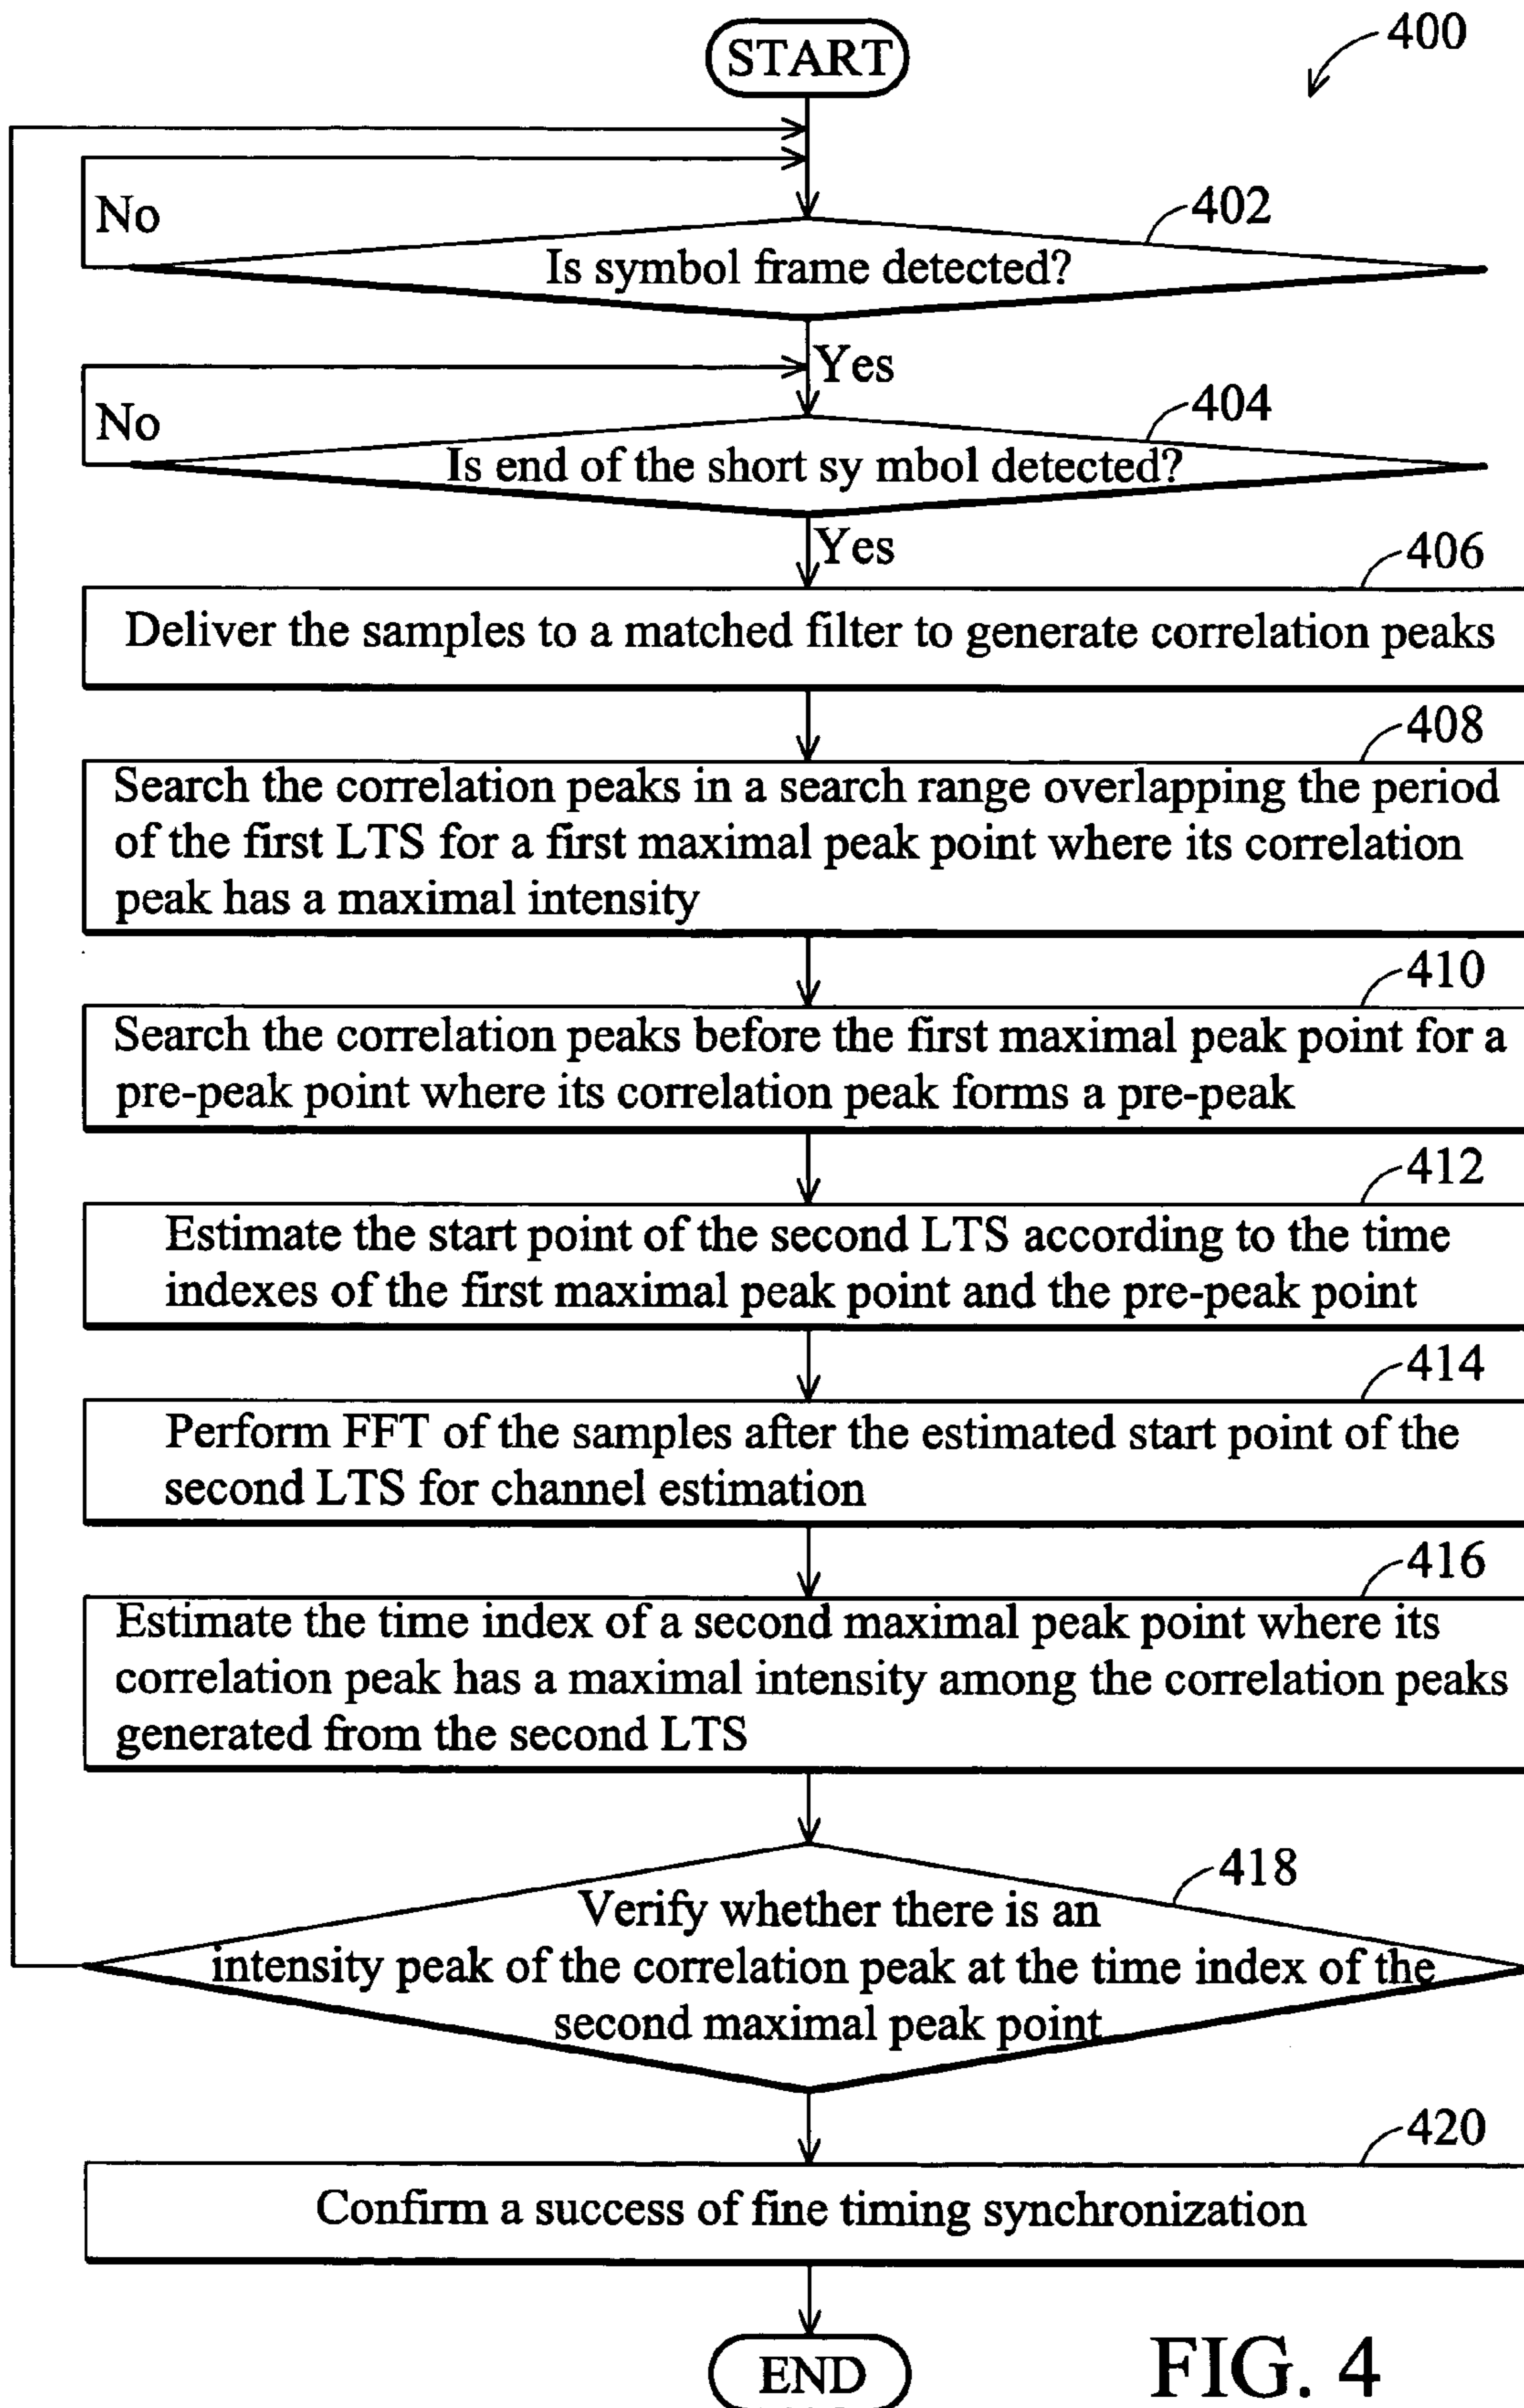 START
400
No
402
Is symbol frame detected?
Yes
No
404
Is end of the short sy mbol detected?
Yes
406
Deliver the samples to a matched filter to generate correlation peaks
408
Search the correlation peaks in a search range overlapping the period
of the first LTS for a first maximal peak point where its correlation
peak has a maximal intensity
410
Search the correlation peaks before the first maximal peak point for a
pre-peak point where its correlation peak forms a pre-peak
412
Estimate the start point of the second LTS according to the time
indexes of the first maximal peak point and the pre-peak point
414
Perform FFT of the samples after the estimated start point of the
second LTS for channel estimation
416
Estimate the time index of a second maximal peak point where its
correlation peak has a maximal intensity among the correlation peaks
generated from the second LTS
418
Verify whether there is an
intensity peak of the correlation peak at the time index of the
second maximal peak point
420
Confirm a success of fine timing synchronization
END
FIG. 4